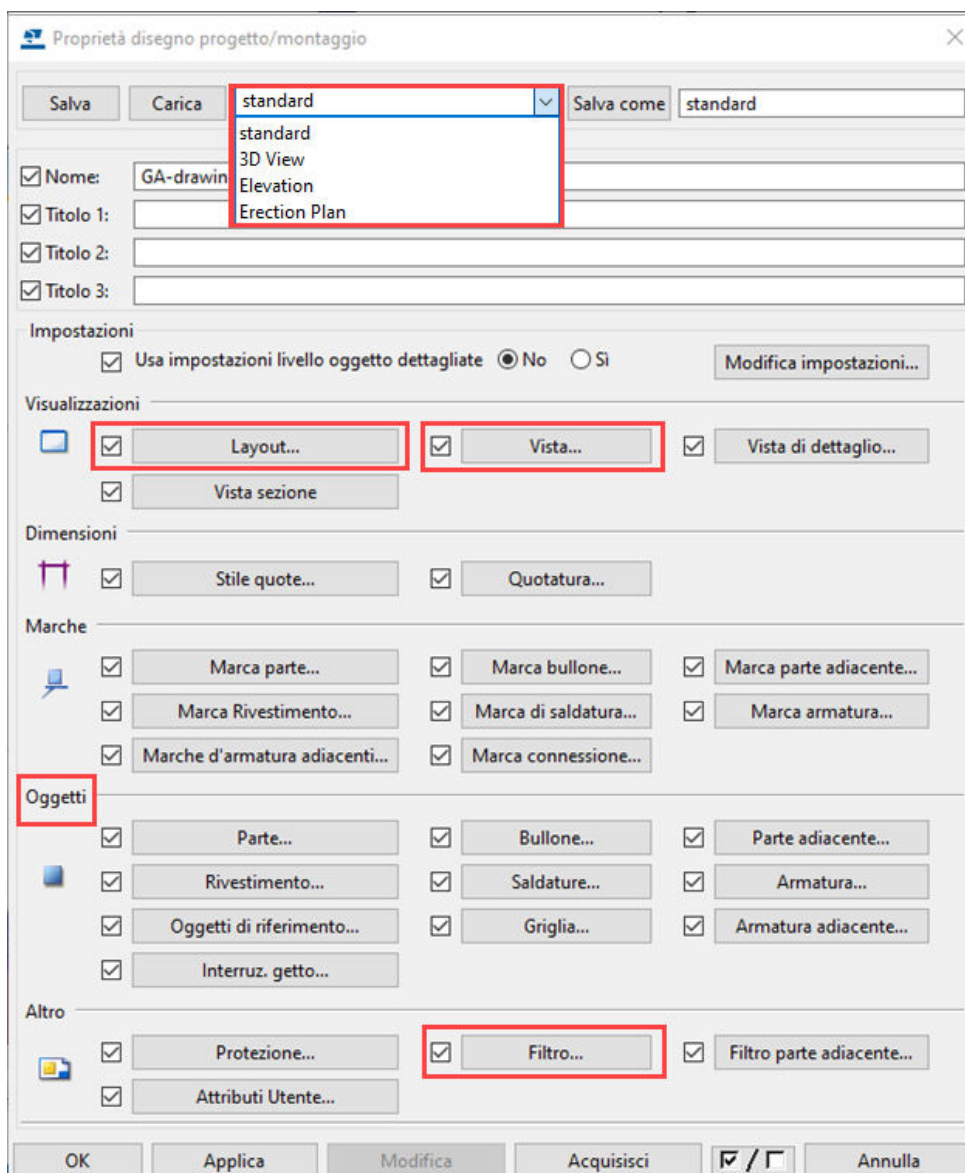 Proprietà disegno progetto/montaggio
Salva Carica standard Salva come standard
standard
3D View
Elevation
Erection Plan
Nome: GA-drawin
Titolo 1:
Titolo 2:
Titolo 3:
Impostazioni
Usa impostazioni livello oggetto dettagliate No Sì Modifica impostazioni...
Visualizzazioni
Layout... Vista... Vista di dettaglio...
Vista sezione
Dimensioni
Stile quote... Quotatura...
Marche
Marca parte... Marca bullone... Marca parte adiacente...
Marca Rivestimento... Marca di saldatura... Marca armatura...
Marche d'armatura adiacenti... Marca connessione...
Oggetti
Parte... Bullone... Parte adiacente...
Rivestimento... Saldature... Armatura...
Oggetti di riferimento... Griglia... Armatura adiacente...
Interruz. getto...
Altro
Protezione... Filtro... Filtro parte adiacente...
Attributi Utente...
OK Applica Modifica Acquisisci / Annulla